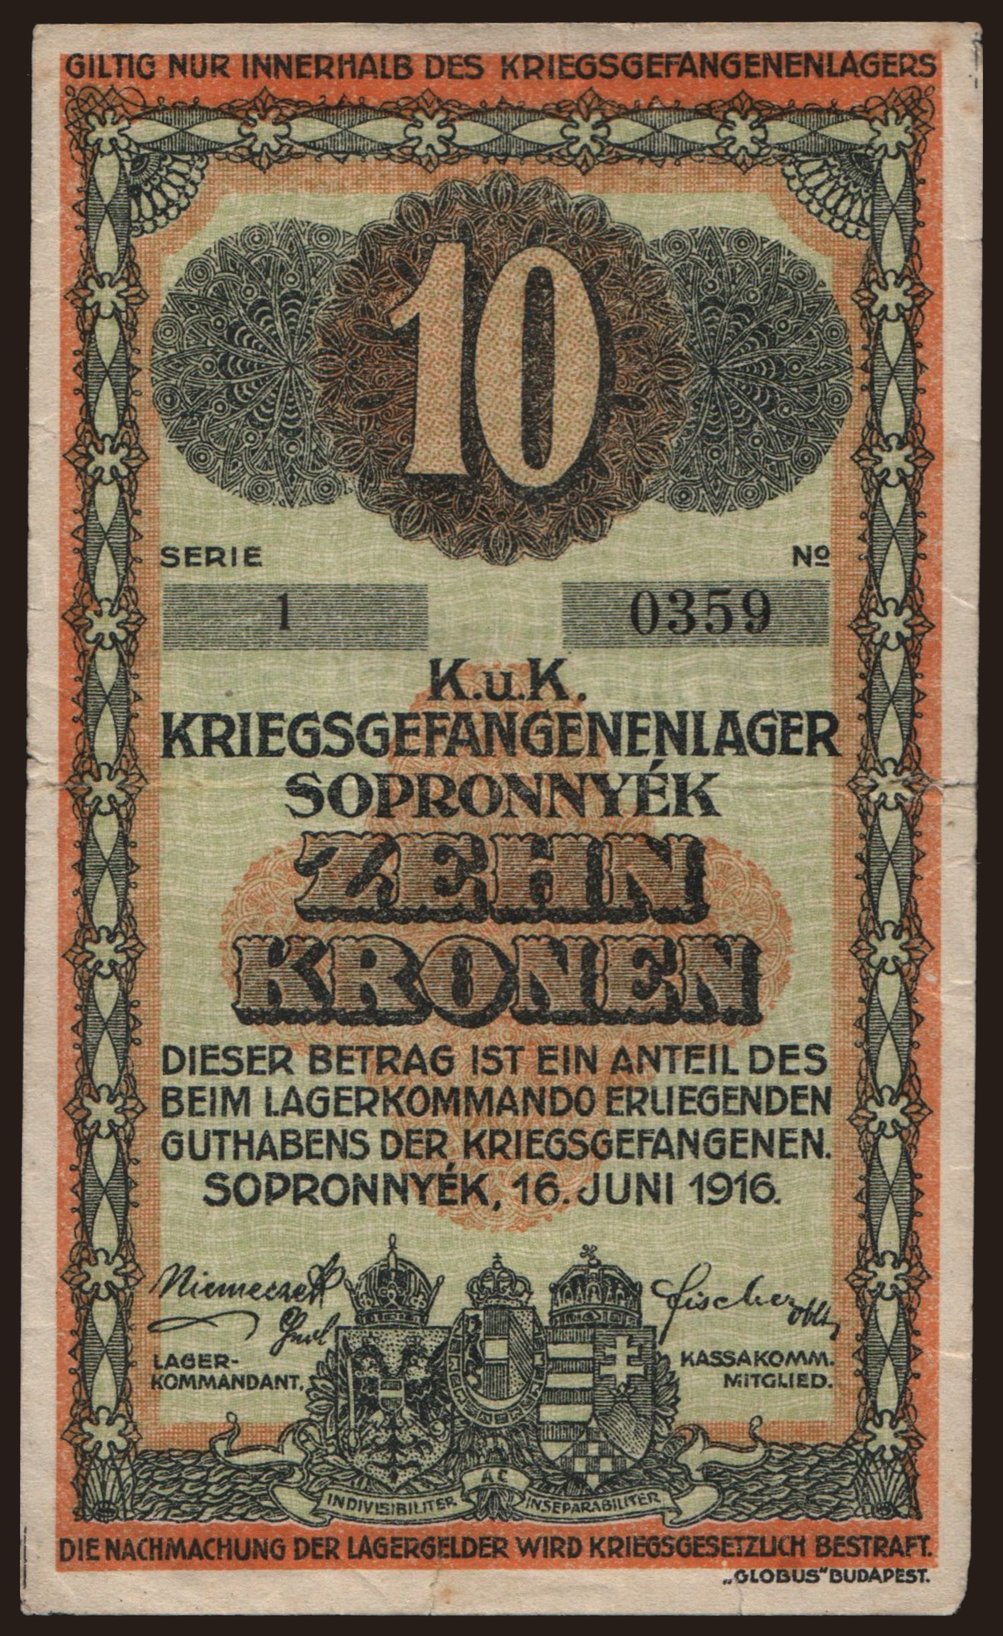 GILTIG NUR INNERHALB DES KRIEGSGEFANGENENLAGERS
10
SERIE Nº
1 0359
K.u.K.
KRIEGSGEFANGENENLAGER
SOPRONNYÉK
ZEHN
KRONEN
DIESER BETRAG IST EIN ANTEIL DES
BEIM LAGERKOMMANDO ERLIEGENDEN
GUTHABENS DER KRIEGSGEFANGENEN.
SOPRONNYÉK, 16. JUNI 1916.
Fischer
LAGER-
KOMMANDANT.
KASSAKOMM.
MITGLIED.
INDIVISIBILITER AC INSEPARABILITER
DIE NACHMACHUNG DER LAGERGELDER WIRD KRIEGSGESETZLICH BESTRAFT.
„GLOBUS" BUDAPEST.